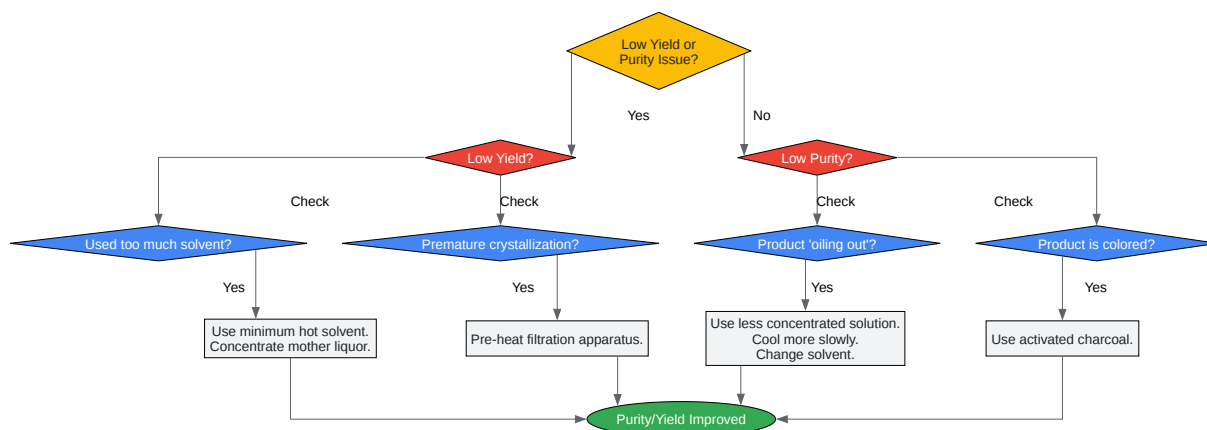 Low Yield or
Purity Issue?
Yes
No
Low Yield?
Low Purity?
Check
Check
Check
Check
Used too much solvent?
Premature crystallization?
Product 'oiling out'?
Product is colored?
Yes
Yes
Yes
Yes
Use minimum hot solvent.
Concentrate mother liquor.
Pre-heat filtration apparatus.
Use less concentrated solution.
Cool more slowly.
Change solvent.
Use activated charcoal.
Purity/Yield Improved